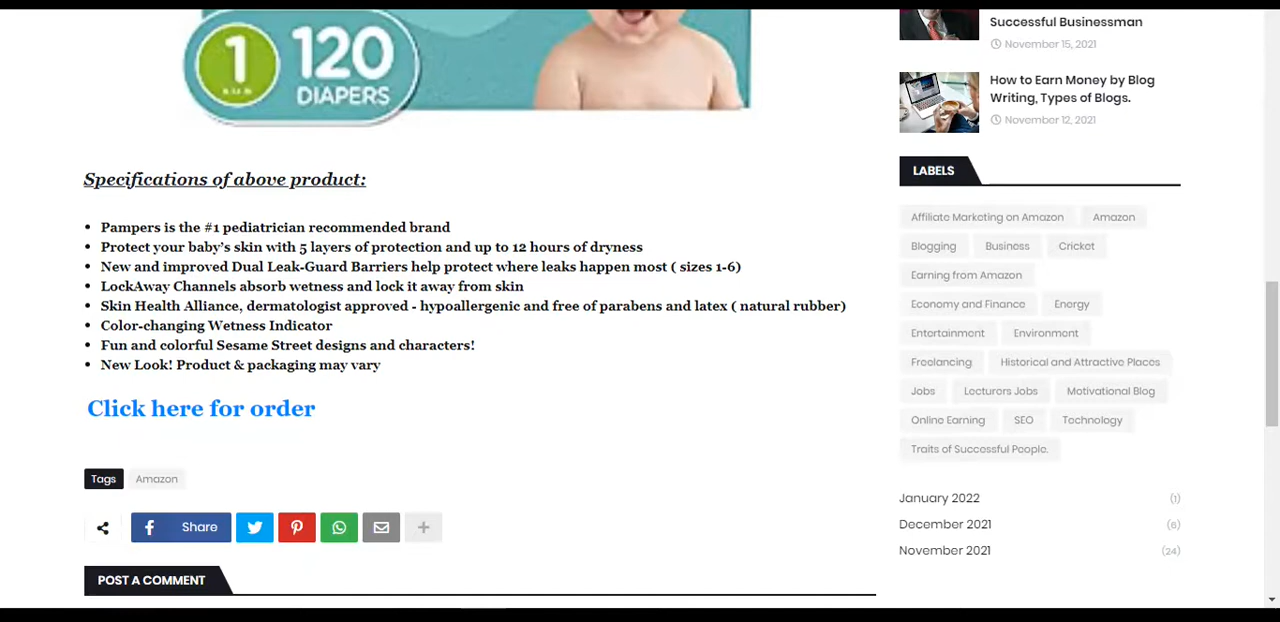 1
120
DIAPERS
Specifications of above product:
• Pampers is the #1 pediatrician recommended brand
• Protect your baby's skin with 5 layers of protection and up to 12 hours of dryness
• New and improved Dual Leak-Guard Barriers help protect where leaks happen most ( sizes 1-6)
• LockAway Channels absorb wetness and lock it away from skin
• Skin Health Alliance, dermatologist approved - hypoallergenic and free of parabens and latex ( natural rubber)
• Color-changing Wetness Indicator
• Fun and colorful Sesame Street designs and characters!
• New Look! Product & packaging may vary
Click here for order
Tags Amazon
Share
POST A COMMENT
Successful Businessman
November 15, 2021
How to Earn Money by Blog
Writing, Types of Blogs.
November 12, 2021
LABELS
Affiliate Marketing on Amazon Amazon
Blogging Business Cricket
Earning from Amazon
Economy and Finance Energy
Entertainment Environment
Freelancing Historical and Attractive Places
Jobs Lecturers Jobs Motivational Blog
Online Earning SEO Technology
Traits of Successful People.
January 2022 (1)
December 2021 (6)
November 2021 (24)